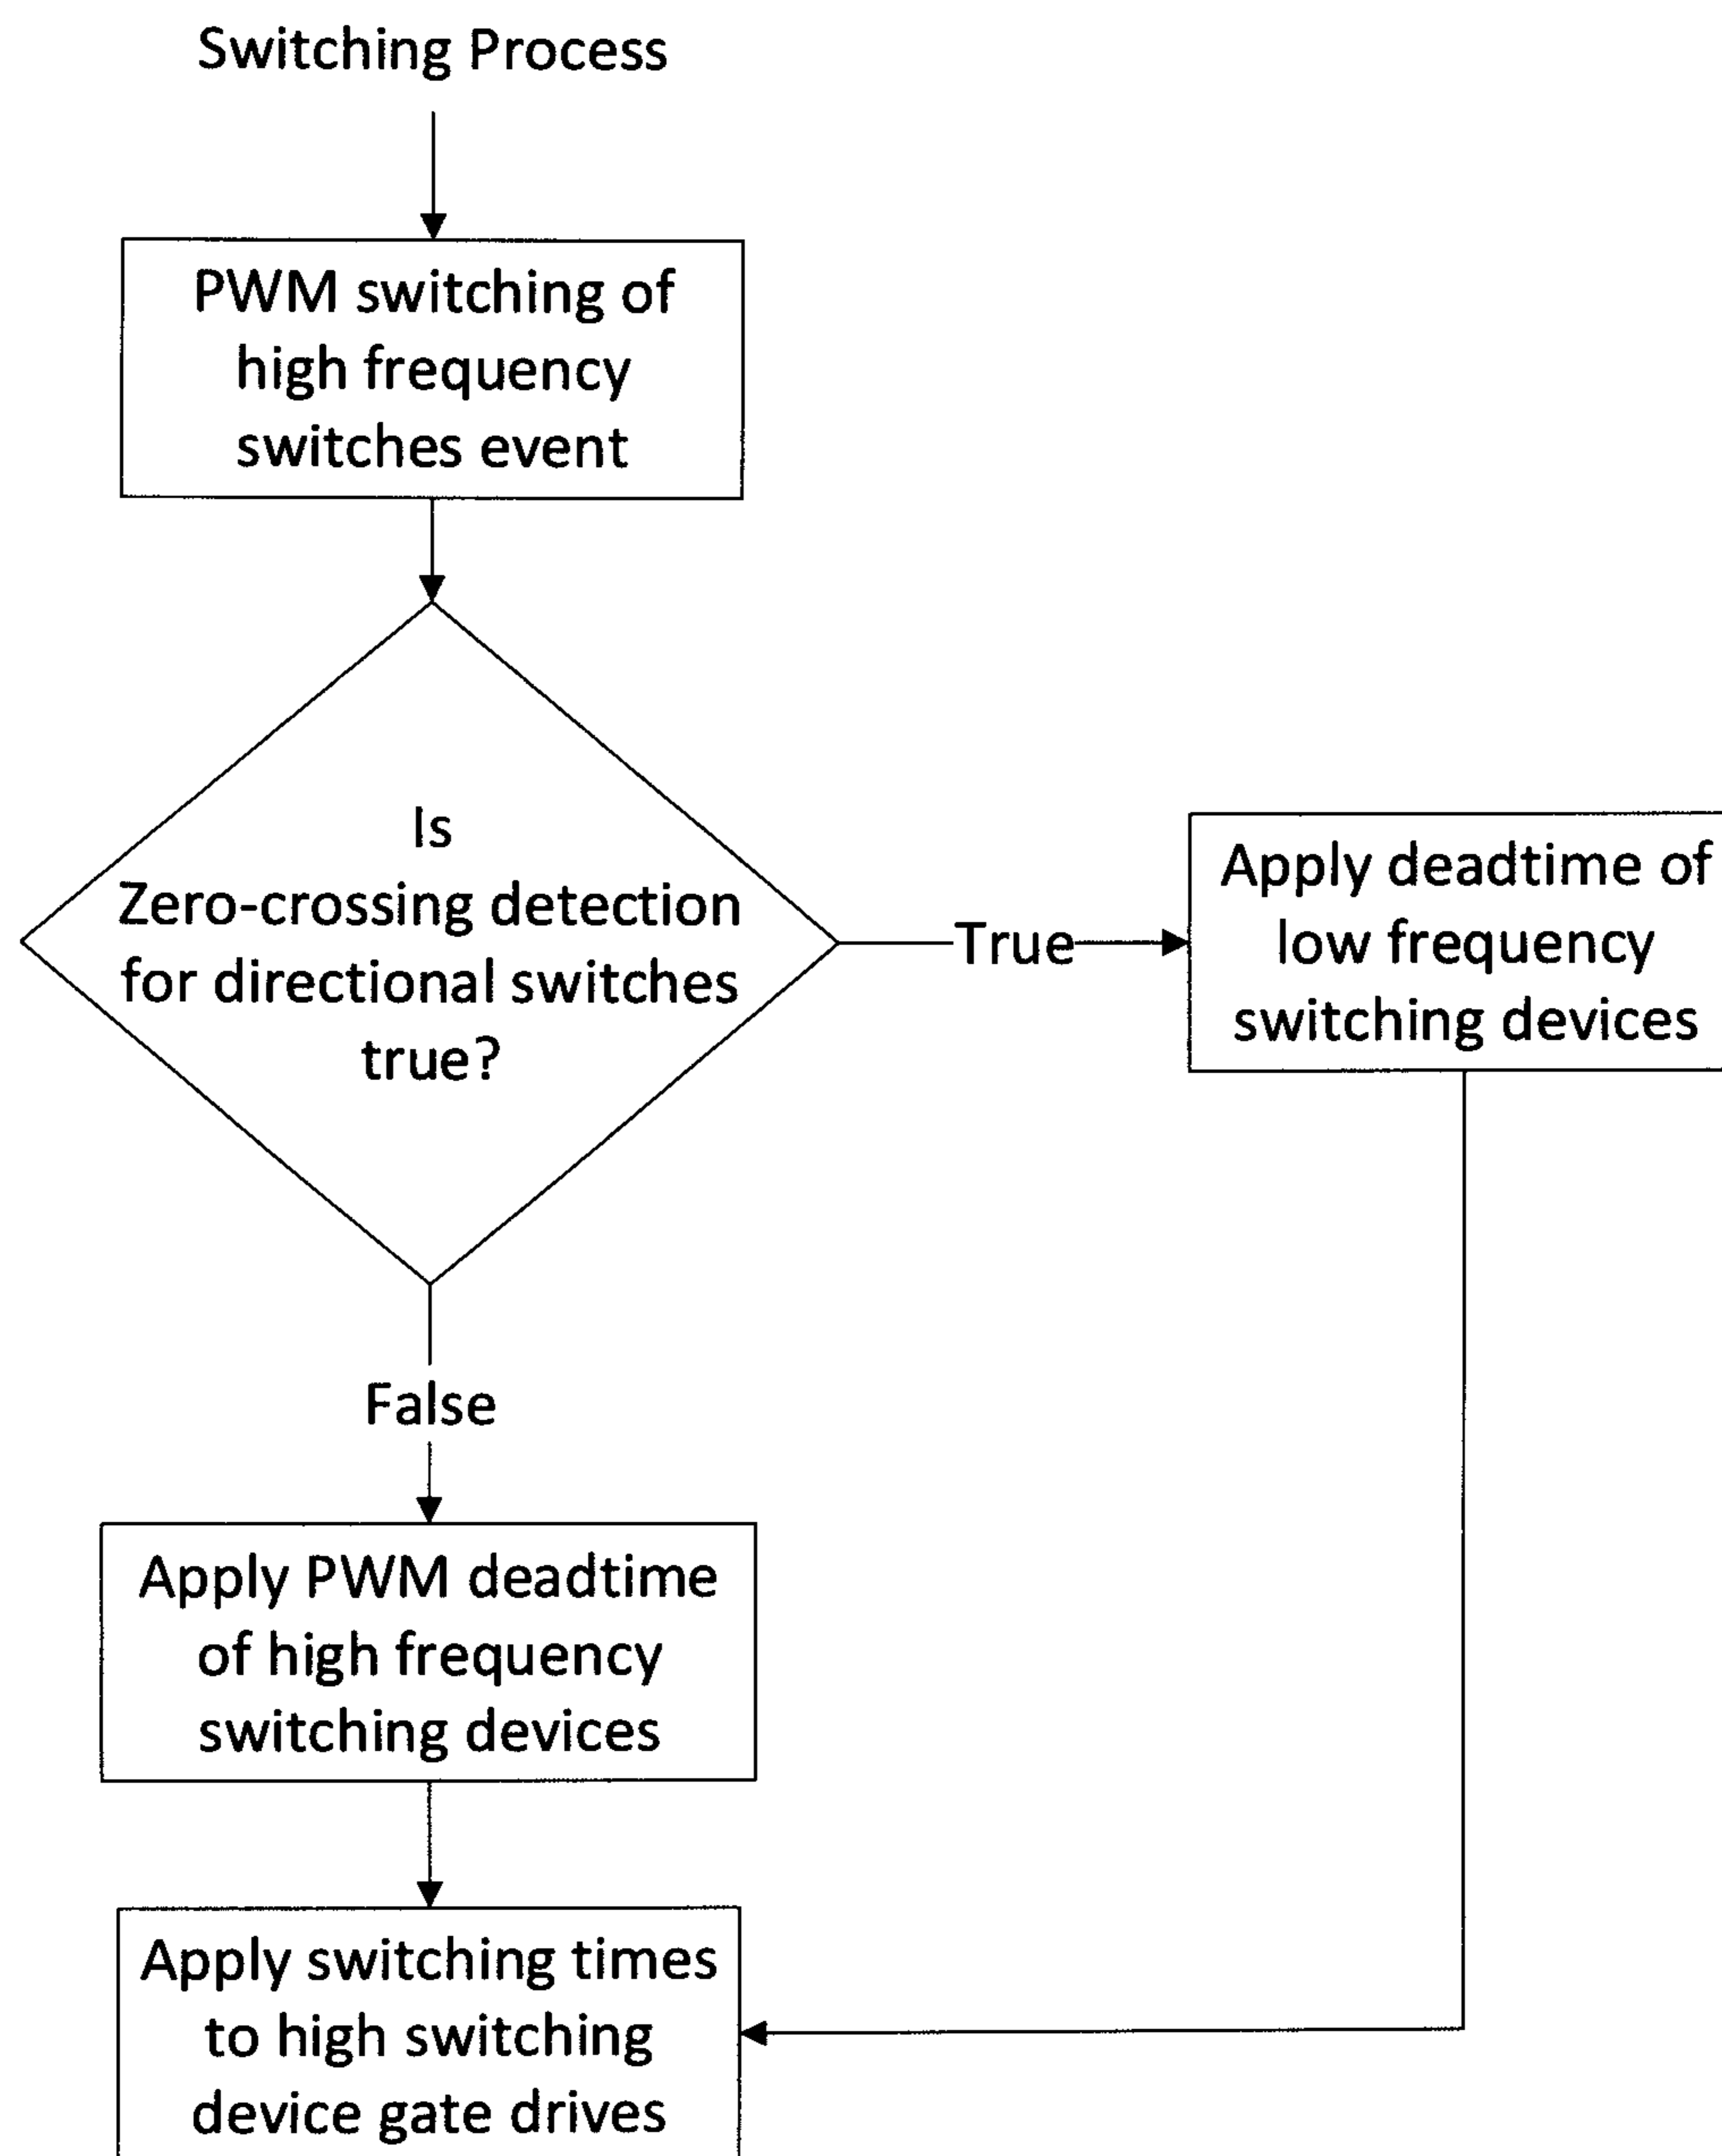 Switching Process
PWM switching of
high frequency
switches event
Is
Zero-crossing detection
for directional switches
true?
True
Apply deadtime of
low frequency
switching devices
False
Apply PWM deadtime
of high frequency
switching devices
Apply switching times
to high switching
device gate drives